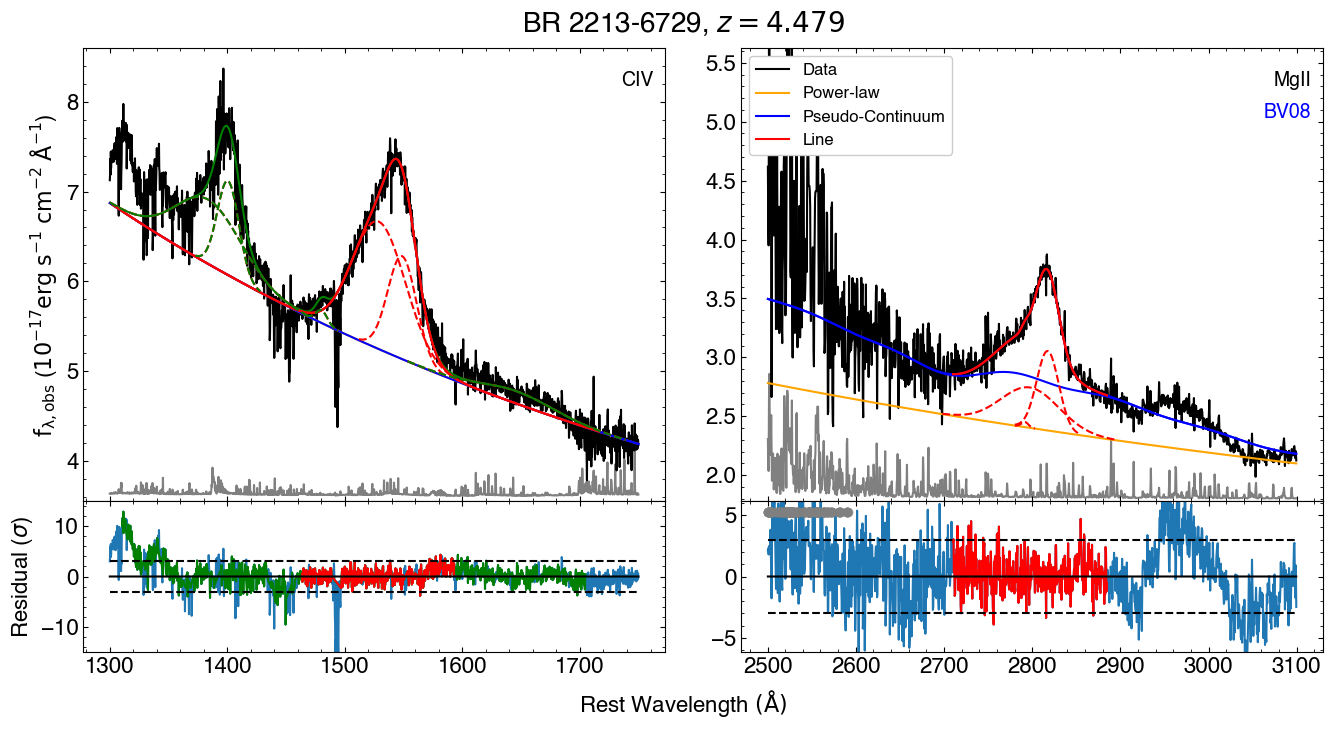 BR 2213-6729, z = 4.479
f_{λ,obs} (10^{−17}erg s^{−1} cm^{−2} Å^{−1})
8
7
6
5
4
CIV
5.5
5.0
4.5
4.0
3.5
3.0
2.5
2.0
Data
Power-law
Pseudo-Continuum
Line
MgII
BV08
Residual (σ)
10
0
−10
5
0
−5
1300 1400 1500 1600 1700
2500 2600 2700 2800 2900 3000 3100
Rest Wavelength (Å)